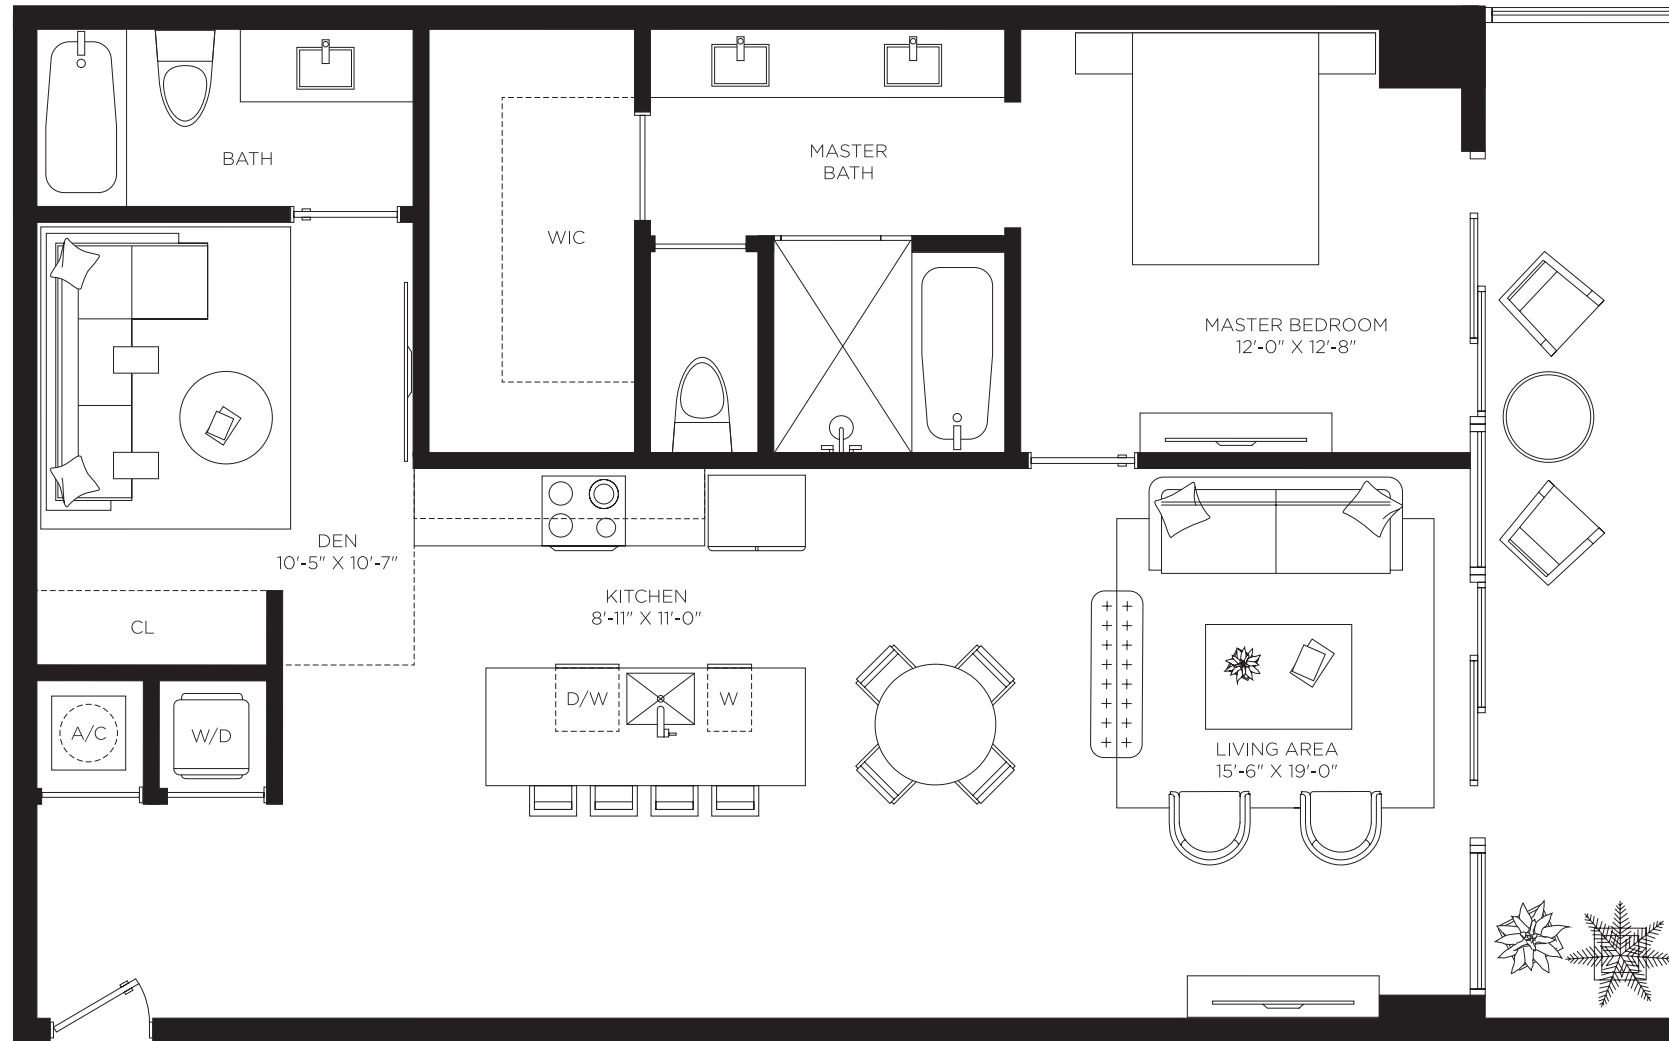 BATH
MASTER
BATH
WIC
MASTER BEDROOM
12'-0" X 12'-8"
DEN
10'-5" X 10'-7"
KITCHEN
8'-11" X 11'-0"
CL
D/W
W
A/C
W/D
LIVING AREA
15'-6" X 19'-0"